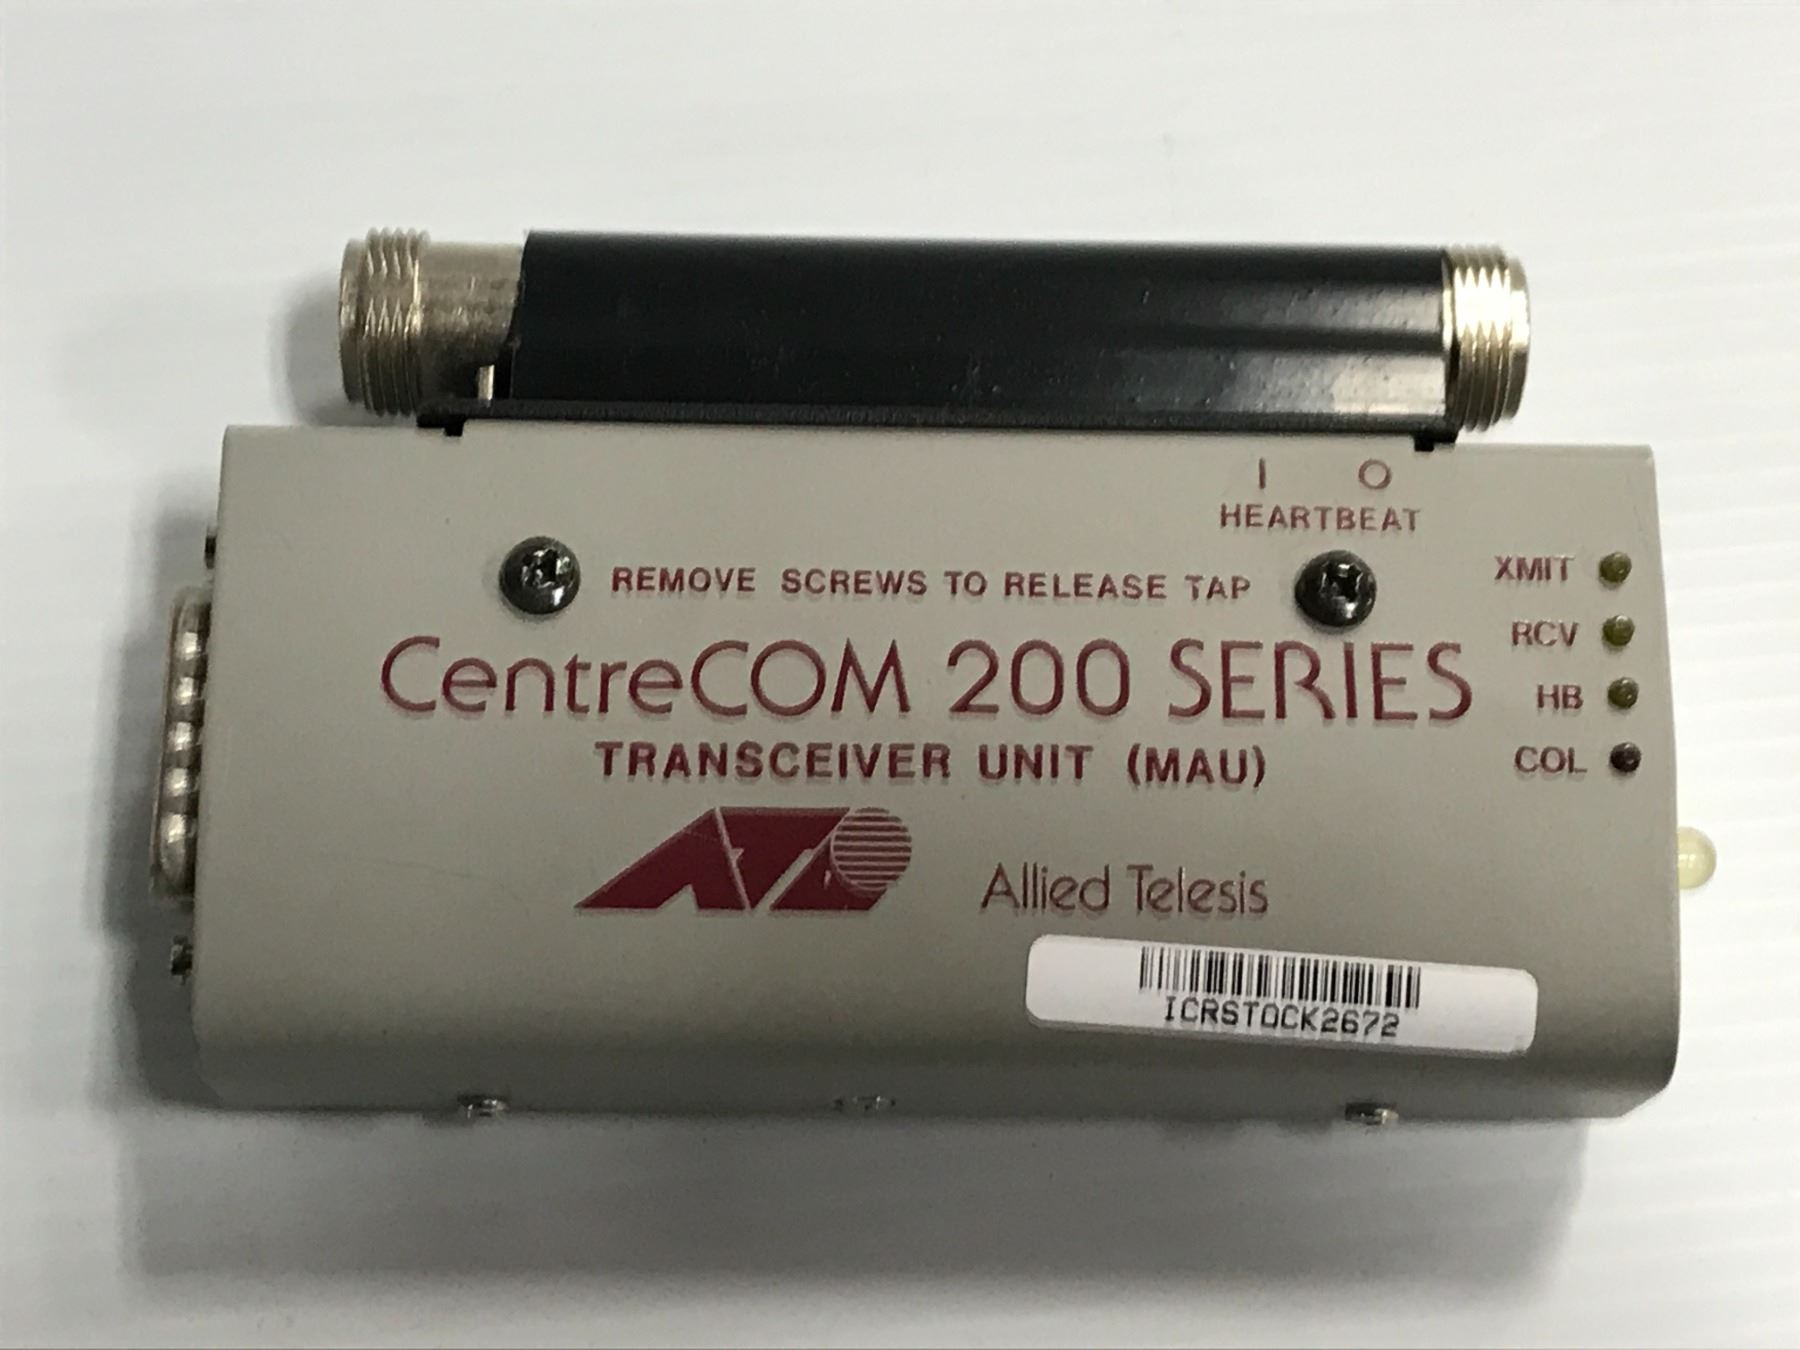 I O
HEARTBEAT
REMOVE SCREWS TO RELEASE TAP
XMIT
RCV
HB
COL
CentreCOM 200 SERIES
TRANSCEIVER UNIT (MAU)
Allied Telesis
ICRSTOCK2672